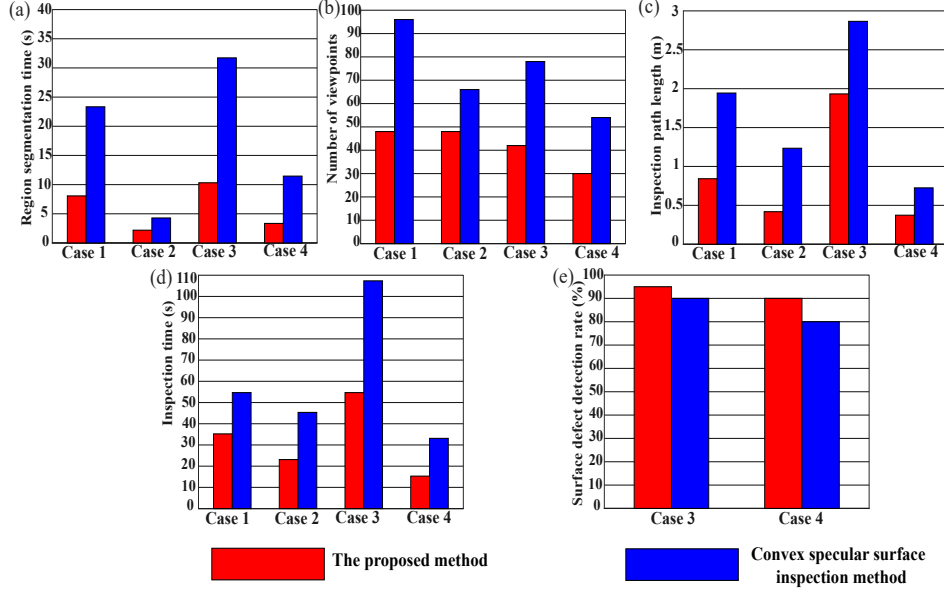 (a)
Region segmentation time (s)
40
35
30
25
20
15
10
5
0
Case 1 Case 2 Case 3 Case 4
(b)
Number of viewpoints
100
90
80
70
60
50
40
30
20
10
0
Case 1 Case 2 Case 3 Case 4
(c)
Inspection path length (m)
3
2.5
2
1.5
1
0.5
0
Case 1 Case 2 Case 3 Case 4
(d)
Inspection time (s)
110
100
90
80
70
60
50
40
30
20
10
0
Case 1 Case 2 Case 3 Case 4
(e)
Surface defect detection rate (%)
100
90
80
70
60
50
40
30
20
10
0
Case 3 Case 4
The proposed method
Convex specular surface
inspection method